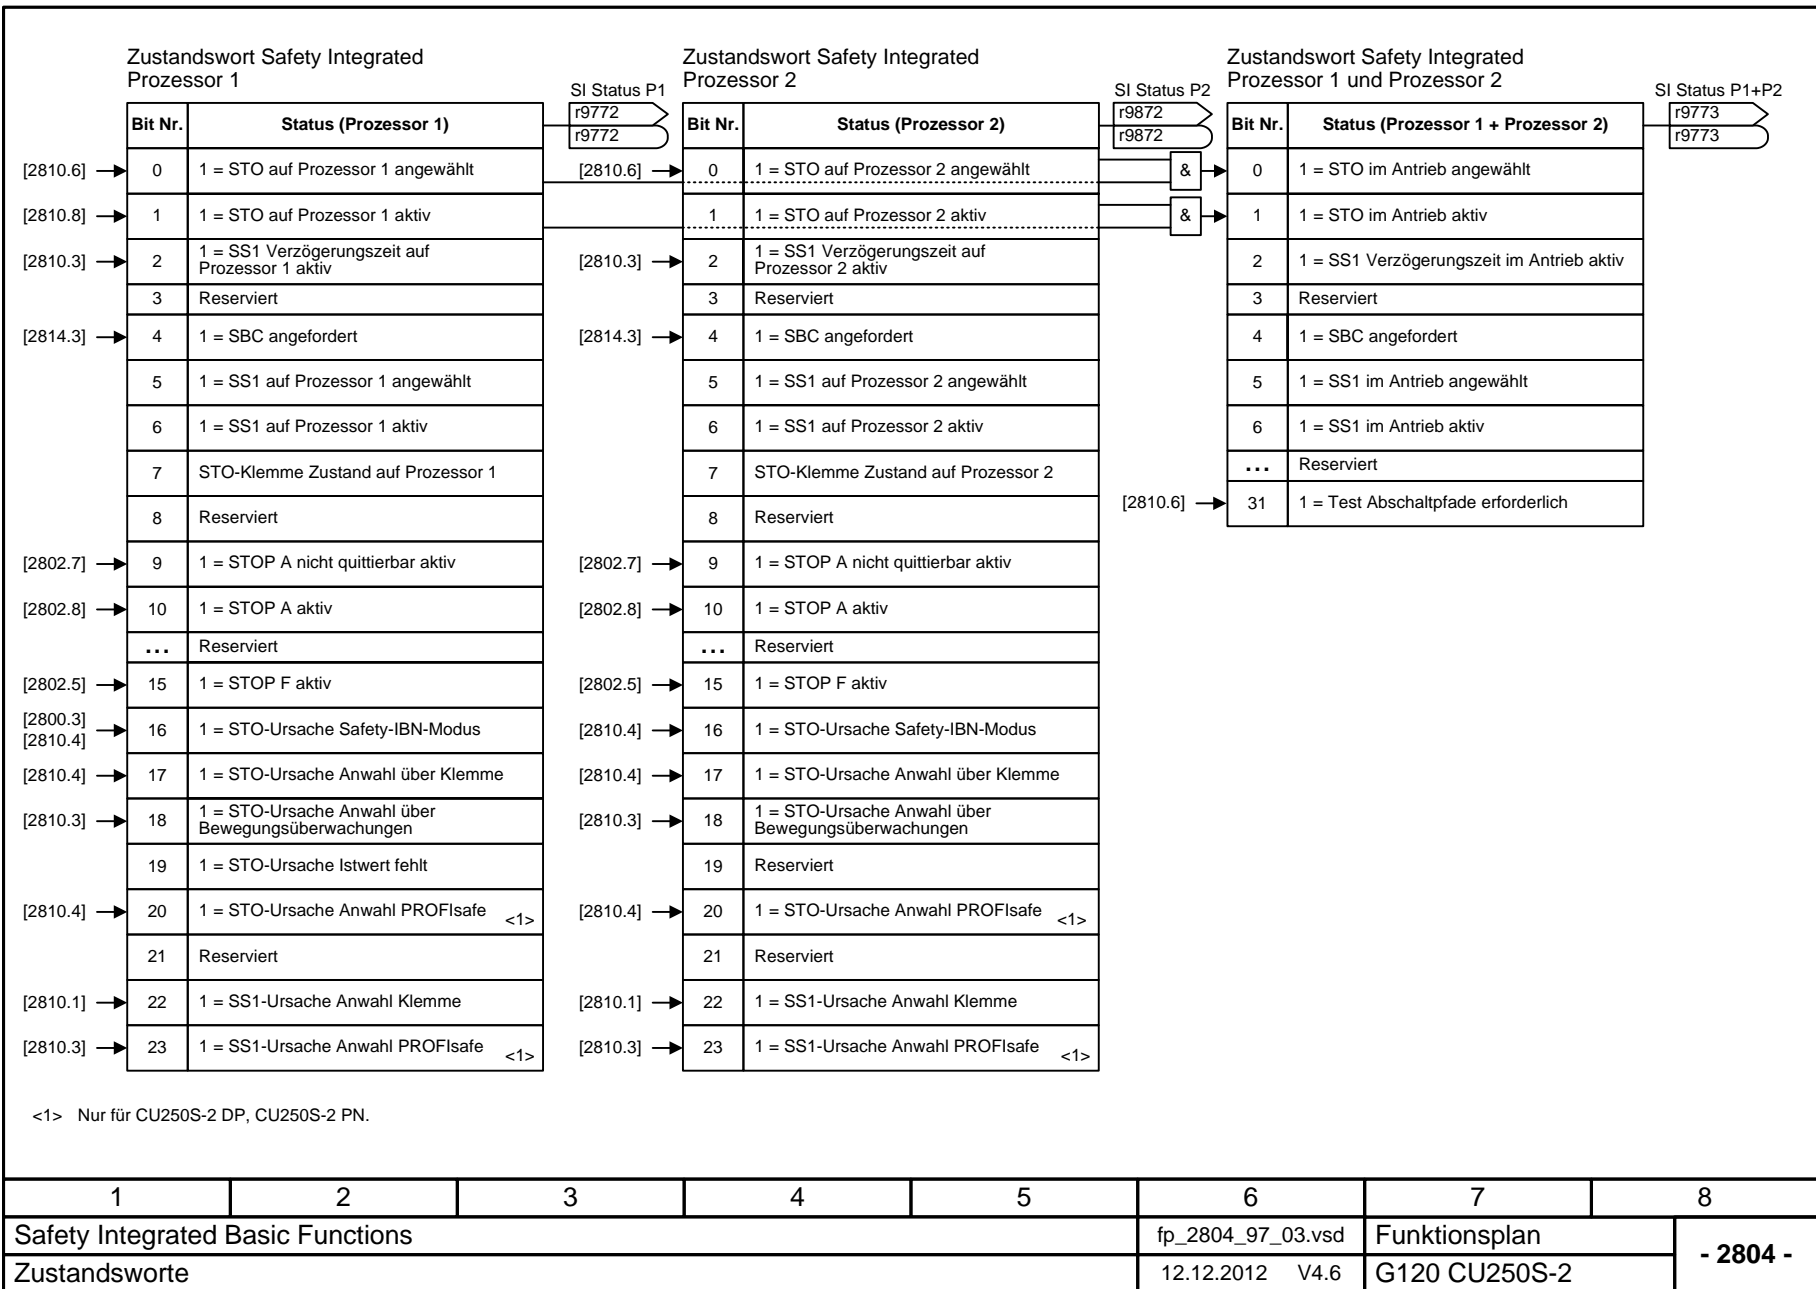 Zustandswort Safety Integrated
Prozessor 1
SI Status P1
r9772
r9772
Bit Nr. Status (Prozessor 1)
[2810.6] 0 1 = STO auf Prozessor 1 angewählt
[2810.8] 1 1 = STO auf Prozessor 1 aktiv
[2810.3] 2 1 = SS1 Verzögerungszeit auf
Prozessor 1 aktiv
3 Reserviert
[2814.3] 4 1 = SBC angefordert
5 1 = SS1 auf Prozessor 1 angewählt
6 1 = SS1 auf Prozessor 1 aktiv
7 STO-Klemme Zustand auf Prozessor 1
8 Reserviert
[2802.7] 9 1 = STOP A nicht quittierbar aktiv
[2802.8] 10 1 = STOP A aktiv
... Reserviert
[2802.5] 15 1 = STOP F aktiv
[2800.3]
[2810.4] 16 1 = STO-Ursache Safety-IBN-Modus
[2810.4] 17 1 = STO-Ursache Anwahl über Klemme
[2810.3] 18 1 = STO-Ursache Anwahl über
Bewegungsüberwachungen
19 1 = STO-Ursache Istwert fehlt
[2810.4] 20 1 = STO-Ursache Anwahl PROFIsafe <1>
21 Reserviert
[2810.1] 22 1 = SS1-Ursache Anwahl Klemme
[2810.3] 23 1 = SS1-Ursache Anwahl PROFIsafe <1>
Zustandswort Safety Integrated
Prozessor 2
SI Status P2
r9872
r9872
Bit Nr. Status (Prozessor 2)
[2810.6] 0 1 = STO auf Prozessor 2 angewählt
1 1 = STO auf Prozessor 2 aktiv
[2810.3] 2 1 = SS1 Verzögerungszeit auf
Prozessor 2 aktiv
3 Reserviert
[2814.3] 4 1 = SBC angefordert
5 1 = SS1 auf Prozessor 2 angewählt
6 1 = SS1 auf Prozessor 2 aktiv
7 STO-Klemme Zustand auf Prozessor 2
8 Reserviert
[2802.7] 9 1 = STOP A nicht quittierbar aktiv
[2802.8] 10 1 = STOP A aktiv
... Reserviert
[2802.5] 15 1 = STOP F aktiv
[2810.4] 16 1 = STO-Ursache Safety-IBN-Modus
[2810.4] 17 1 = STO-Ursache Anwahl über Klemme
[2810.3] 18 1 = STO-Ursache Anwahl über
Bewegungsüberwachungen
19 Reserviert
[2810.4] 20 1 = STO-Ursache Anwahl PROFIsafe <1>
21 Reserviert
[2810.1] 22 1 = SS1-Ursache Anwahl Klemme
[2810.3] 23 1 = SS1-Ursache Anwahl PROFIsafe <1>
Zustandswort Safety Integrated
Prozessor 1 und Prozessor 2
SI Status P1+P2
r9773
r9773
Bit Nr. Status (Prozessor 1 + Prozessor 2)
& 0 1 = STO im Antrieb angewählt
& 1 1 = STO im Antrieb aktiv
2 1 = SS1 Verzögerungszeit im Antrieb aktiv
3 Reserviert
4 1 = SBC angefordert
5 1 = SS1 im Antrieb angewählt
6 1 = SS1 im Antrieb aktiv
... Reserviert
[2810.6] 31 1 = Test Abschaltpfade erforderlich
<1> Nur für CU250S-2 DP, CU250S-2 PN.
1 2 3 4 5 6 7 8
Safety Integrated Basic Functions fp_2804_97_03.vsd Funktionsplan
- 2804 -
Zustandsworte 12.12.2012 V4.6 G120 CU250S-2